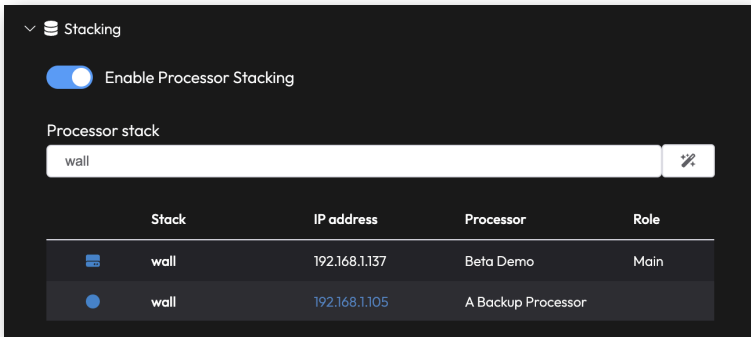 Stacking
Enable Processor Stacking
Processor stack
wall
Stack IP address Processor Role
wall 192.168.1.137 Beta Demo Main
wall 192.168.1.105 A Backup Processor